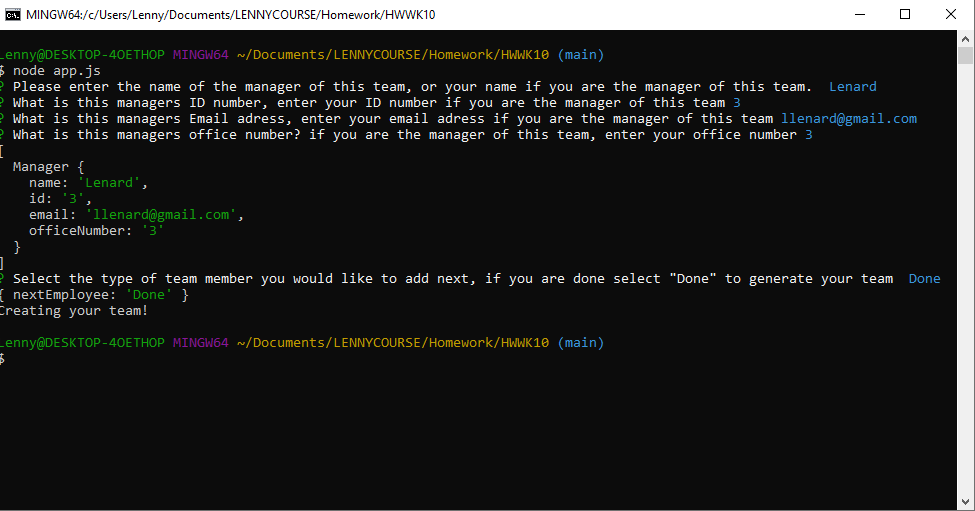 MINGW64:/c/Users/Lenny/Documents/LENNYCOURSE/Homework/HWWK10
Lenny@DESKTOP-4OETHOP MINGW64 ~/Documents/LENNYCOURSE/Homework/HWWK10 (main)
$ node app.js
? Please enter the name of the manager of this team, or your name if you are the manager of this team.  Lenard
? What is this managers ID number, enter your ID number if you are the manager of this team 3
? What is this managers Email adress, enter your email adress if you are the manager of this team llenard@gmail.com
? What is this managers office number? if you are the manager of this team, enter your office number 3
[
  Manager {
    name: 'Lenard',
    id: '3',
    email: 'llenard@gmail.com',
    officeNumber: '3'
  }
]
? Select the type of team member you would like to add next, if you are done select "Done" to generate your team  Done
{ nextEmployee: 'Done' }
Creating your team!
Lenny@DESKTOP-4OETHOP MINGW64 ~/Documents/LENNYCOURSE/Homework/HWWK10 (main)
$